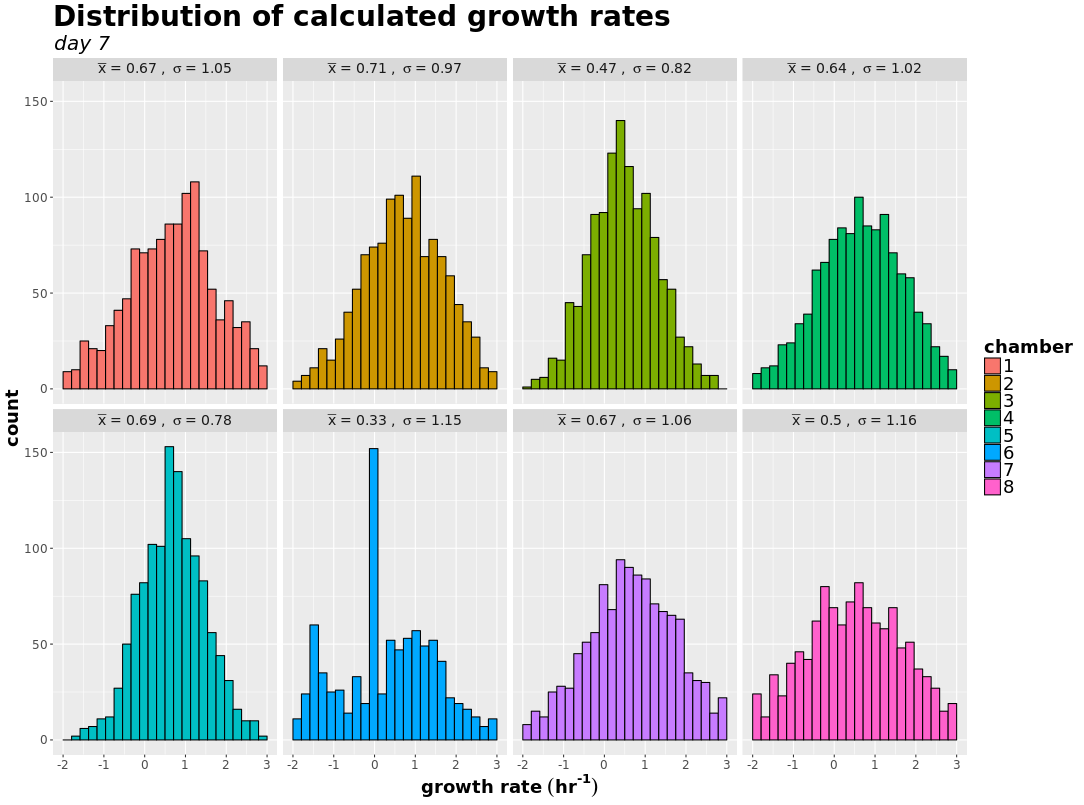 Distribution of calculated growth rates
day 7
x̅ = 0.67 , σ = 1.05
x̅ = 0.71 , σ = 0.97
x̅ = 0.47 , σ = 0.82
x̅ = 0.64 , σ = 1.02
150
100
50
0
x̅ = 0.69 , σ = 0.78
x̅ = 0.33 , σ = 1.15
x̅ = 0.67 , σ = 1.06
x̅ = 0.5 , σ = 1.16
150
100
50
0
-2 -1 0 1 2 3
-2 -1 0 1 2 3
-2 -1 0 1 2 3
-2 -1 0 1 2 3
count
growth rate (hr⁻¹)
chamber
1
2
3
4
5
6
7
8